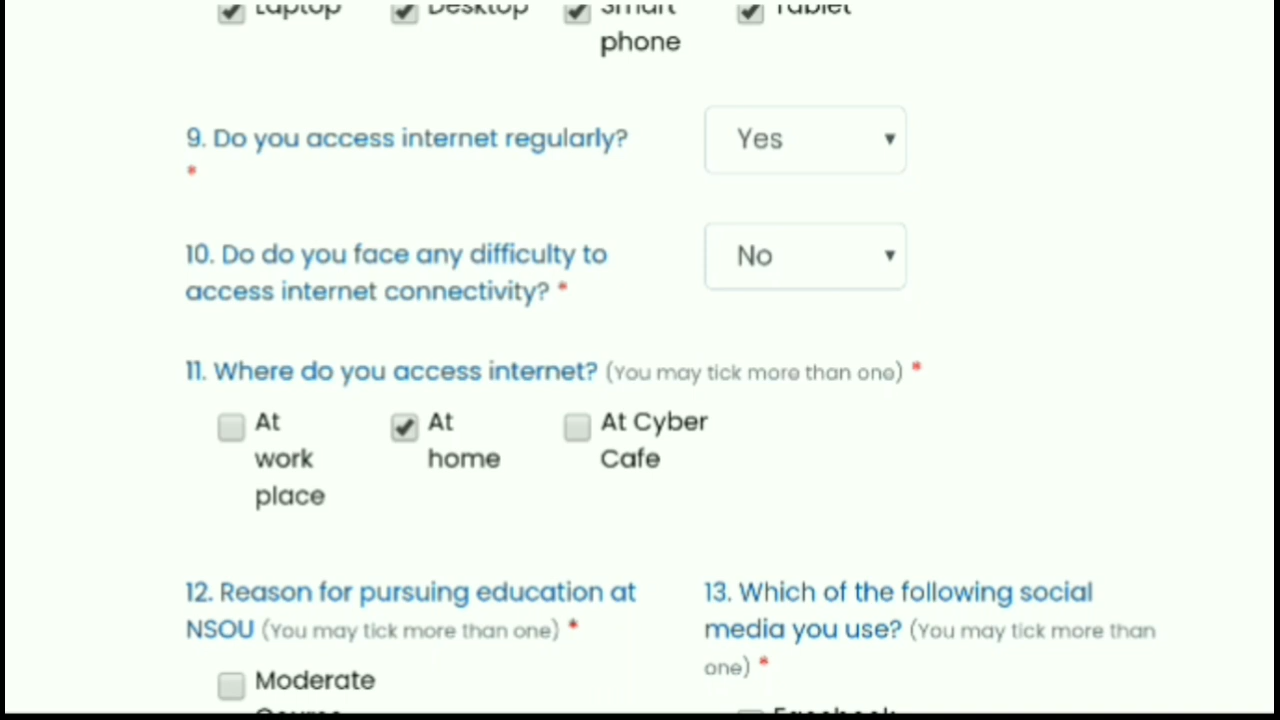 Laptop Desktop Smart Tablet
phone
9. Do you access internet regularly? Yes
*
10. Do do you face any difficulty to No
access internet connectivity? *
11. Where do you access internet? (You may tick more than one) *
At At At Cyber
work home Cafe
place
12. Reason for pursuing education at
NSOU (You may tick more than one) *
Moderate
13. Which of the following social
media you use? (You may tick more than
one) *
Facebook